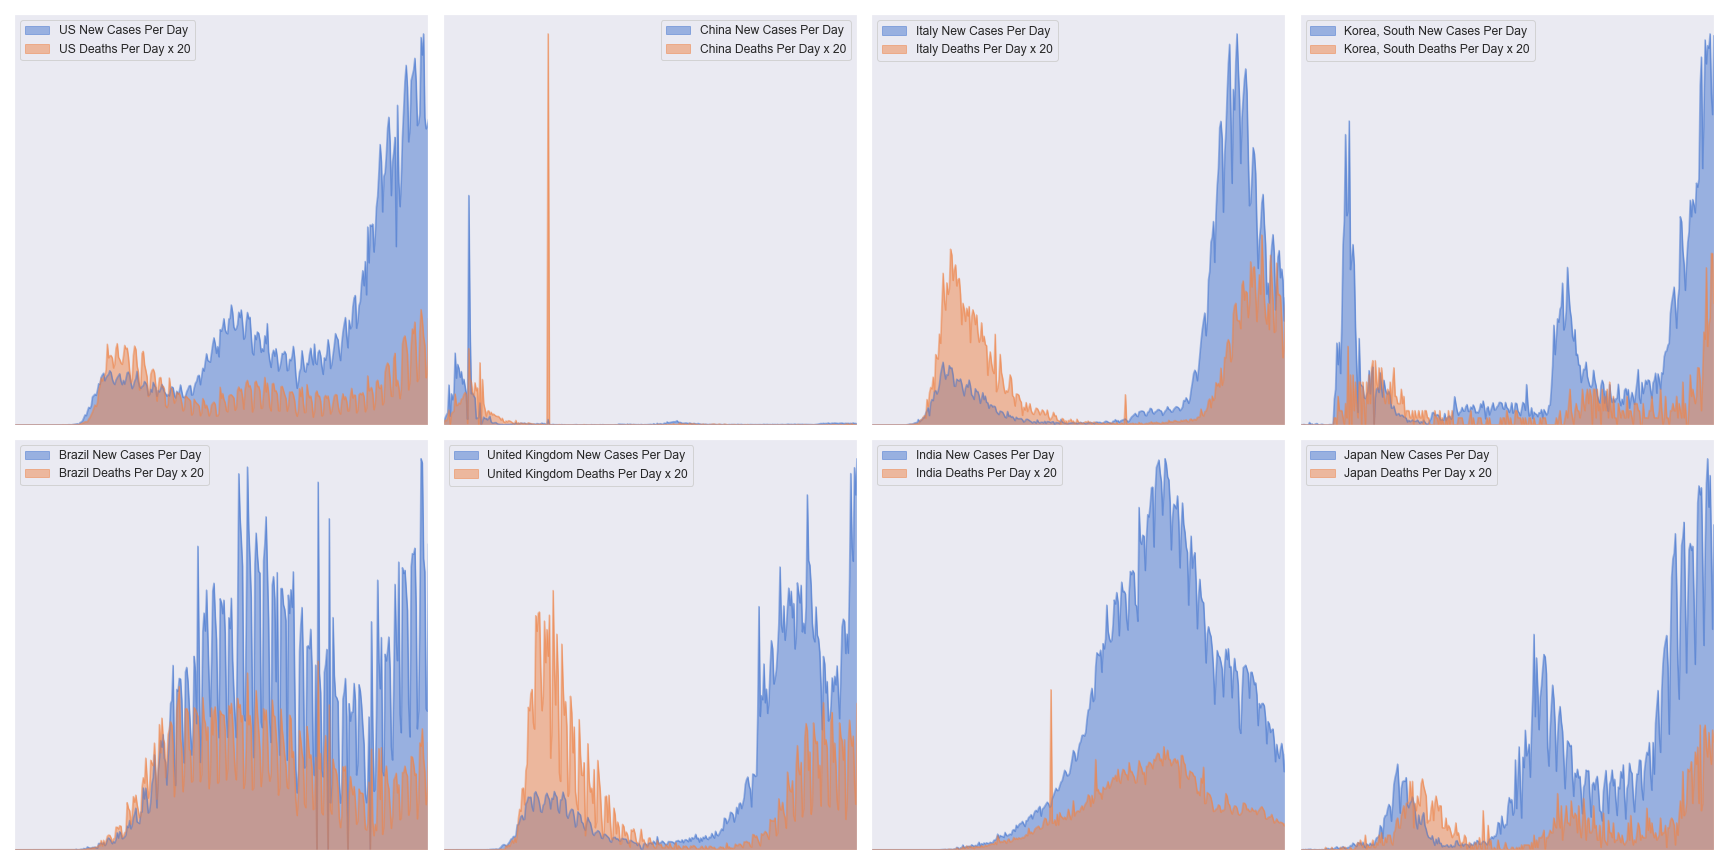 US New Cases Per Day
US Deaths Per Day x 20
China New Cases Per Day
China Deaths Per Day x 20
Italy New Cases Per Day
Italy Deaths Per Day x 20
Korea, South New Cases Per Day
Korea, South Deaths Per Day x 20
Brazil New Cases Per Day
Brazil Deaths Per Day x 20
United Kingdom New Cases Per Day
United Kingdom Deaths Per Day x 20
India New Cases Per Day
India Deaths Per Day x 20
Japan New Cases Per Day
Japan Deaths Per Day x 20